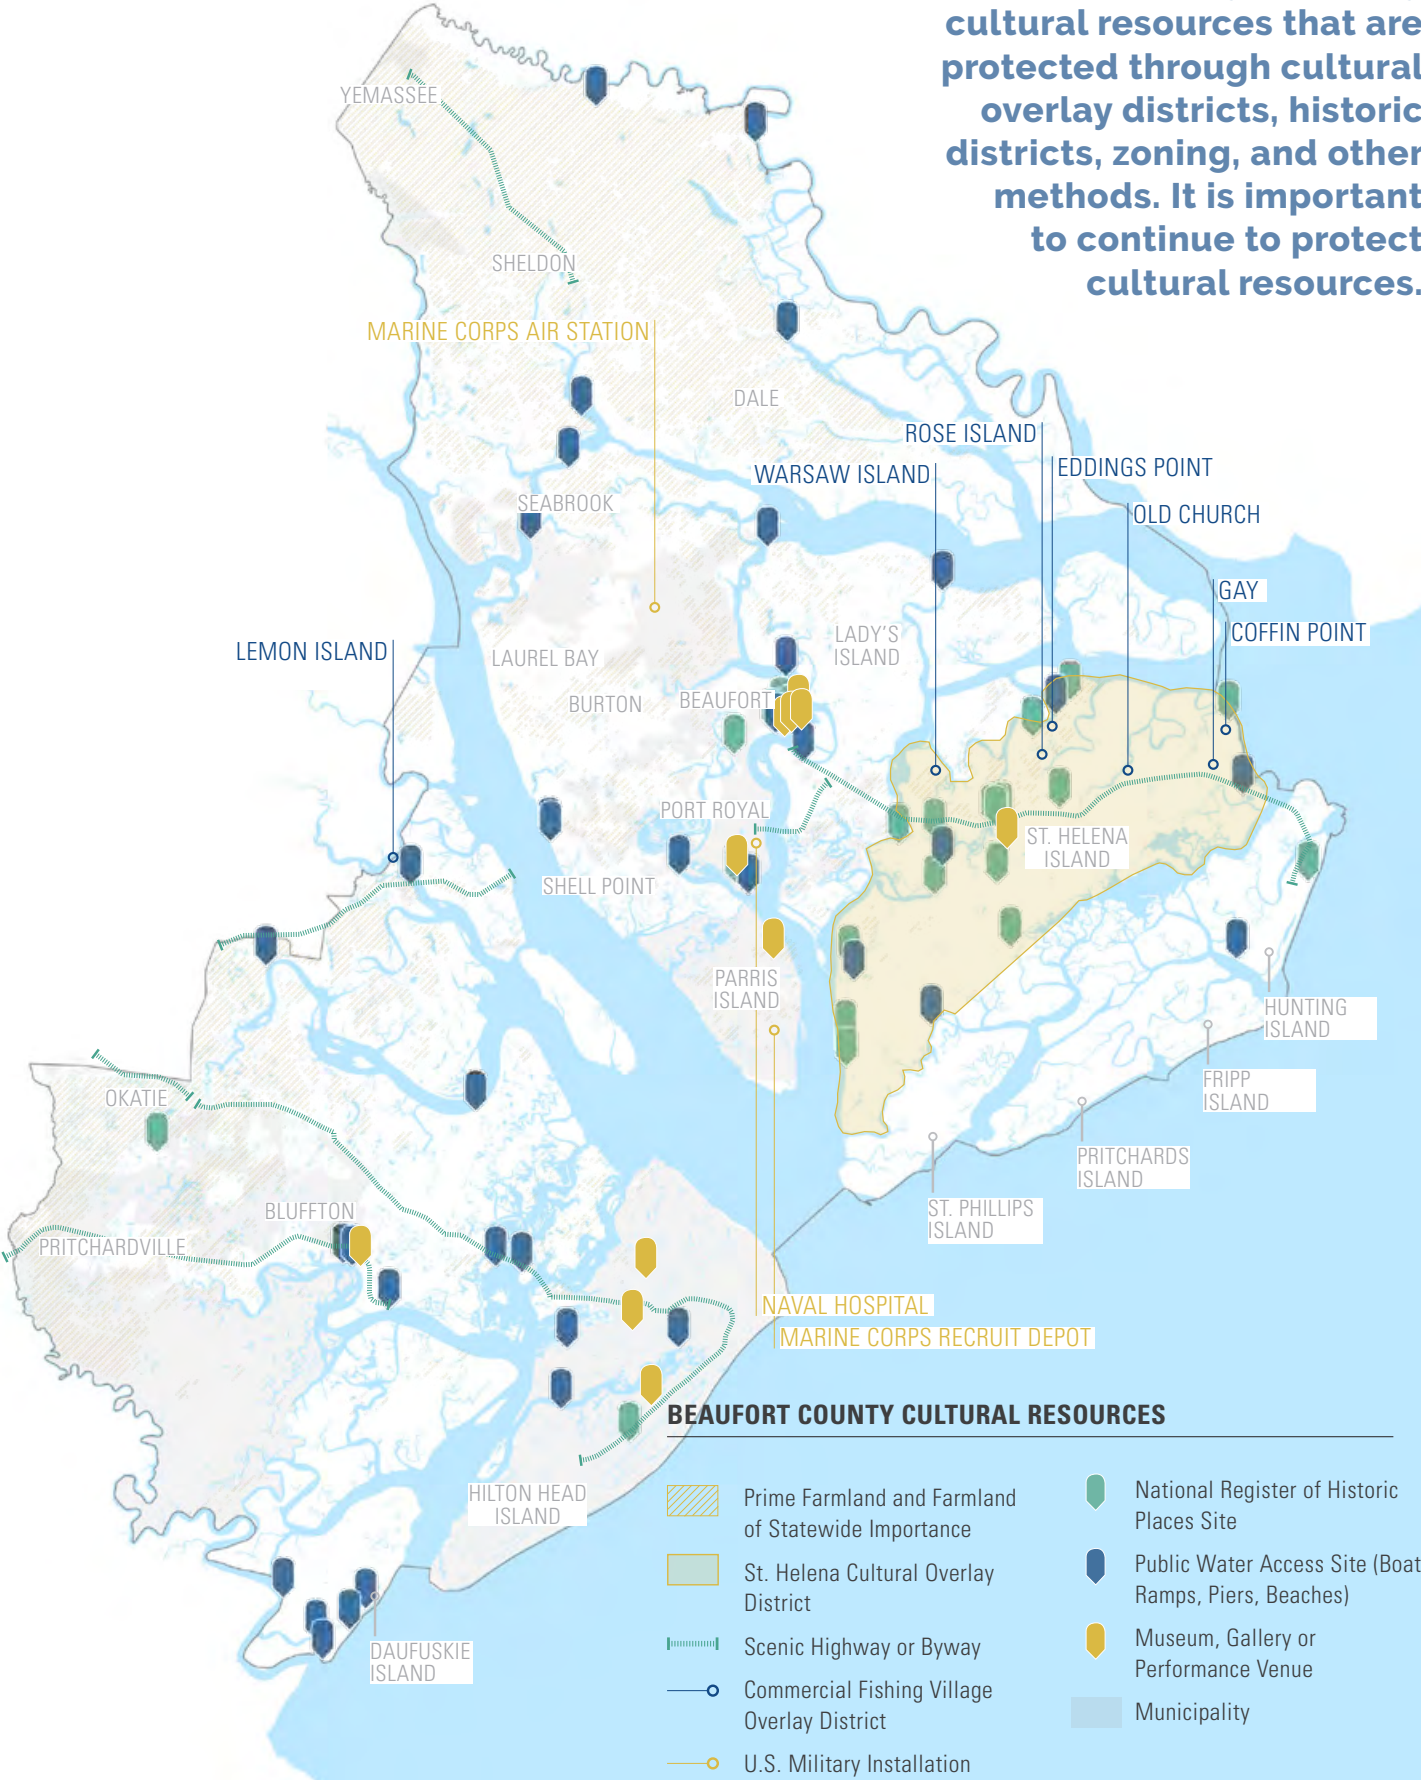 cultural resources that are
protected through cultural
overlay districts, historic
districts, zoning, and other
methods. It is important
to continue to protect
cultural resources.
YEMASSEE
SHELDON
MARINE CORPS AIR STATION
DALE
ROSE ISLAND
EDDINGS POINT
WARSAW ISLAND
OLD CHURCH
SEABROOK
GAY
COFFIN POINT
LADY'S
ISLAND
LEMON ISLAND
LAUREL BAY
BURTON
BEAUFORT
PORT ROYAL
ST. HELENA
ISLAND
SHELL POINT
PARRIS
ISLAND
HUNTING
ISLAND
FRIPP
ISLAND
OKATIE
PRITCHARDS
ISLAND
ST. PHILLIPS
ISLAND
BLUFFTON
PRITCHARDVILLE
NAVAL HOSPITAL
MARINE CORPS RECRUIT DEPOT
HILTON HEAD
ISLAND
DAUFUSKIE
ISLAND
BEAUFORT COUNTY CULTURAL RESOURCES
Prime Farmland and Farmland
of Statewide Importance
St. Helena Cultural Overlay
District
Scenic Highway or Byway
Commercial Fishing Village
Overlay District
U.S. Military Installation
National Register of Historic
Places Site
Public Water Access Site (Boat
Ramps, Piers, Beaches)
Museum, Gallery or
Performance Venue
Municipality